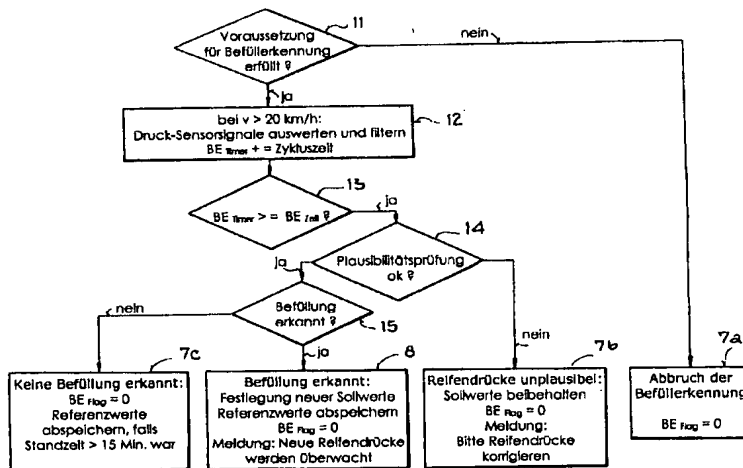 11
Voraussetzung
für Befüllerkennung
erfüllt ?
nein
ja
12
bei v > 20 km/h:
Druck-Sensorsignale auswerten und filtern
BE Timer + = Zyktuszeit
13
BE Timer > = BE Zeit ?
ja
14
Plausibilitätsprüfung
ok ?
ja
nein
Befüllung
erkannt ?
15
nein
ja
7c
Keine Befüllung erkannt:
BE Flag = 0
Referenzwerte
abspeichern, falls
Standzeit > 15 Min. war
8
Befüllung erkannt:
Festlegung neuer Sollwerte
Referenzwerte abspeichern
BE Flag = 0
Meldung: Neue Reifendrücke
werden überwacht
7b
Reifendrücke unplausibel:
Sollwerte beibehalten
BE Flag = 0
Meldung:
Bitte Reifendrücke
korrigieren
7a
Abbruch der
Befüllerkennung
BE Flag = 0